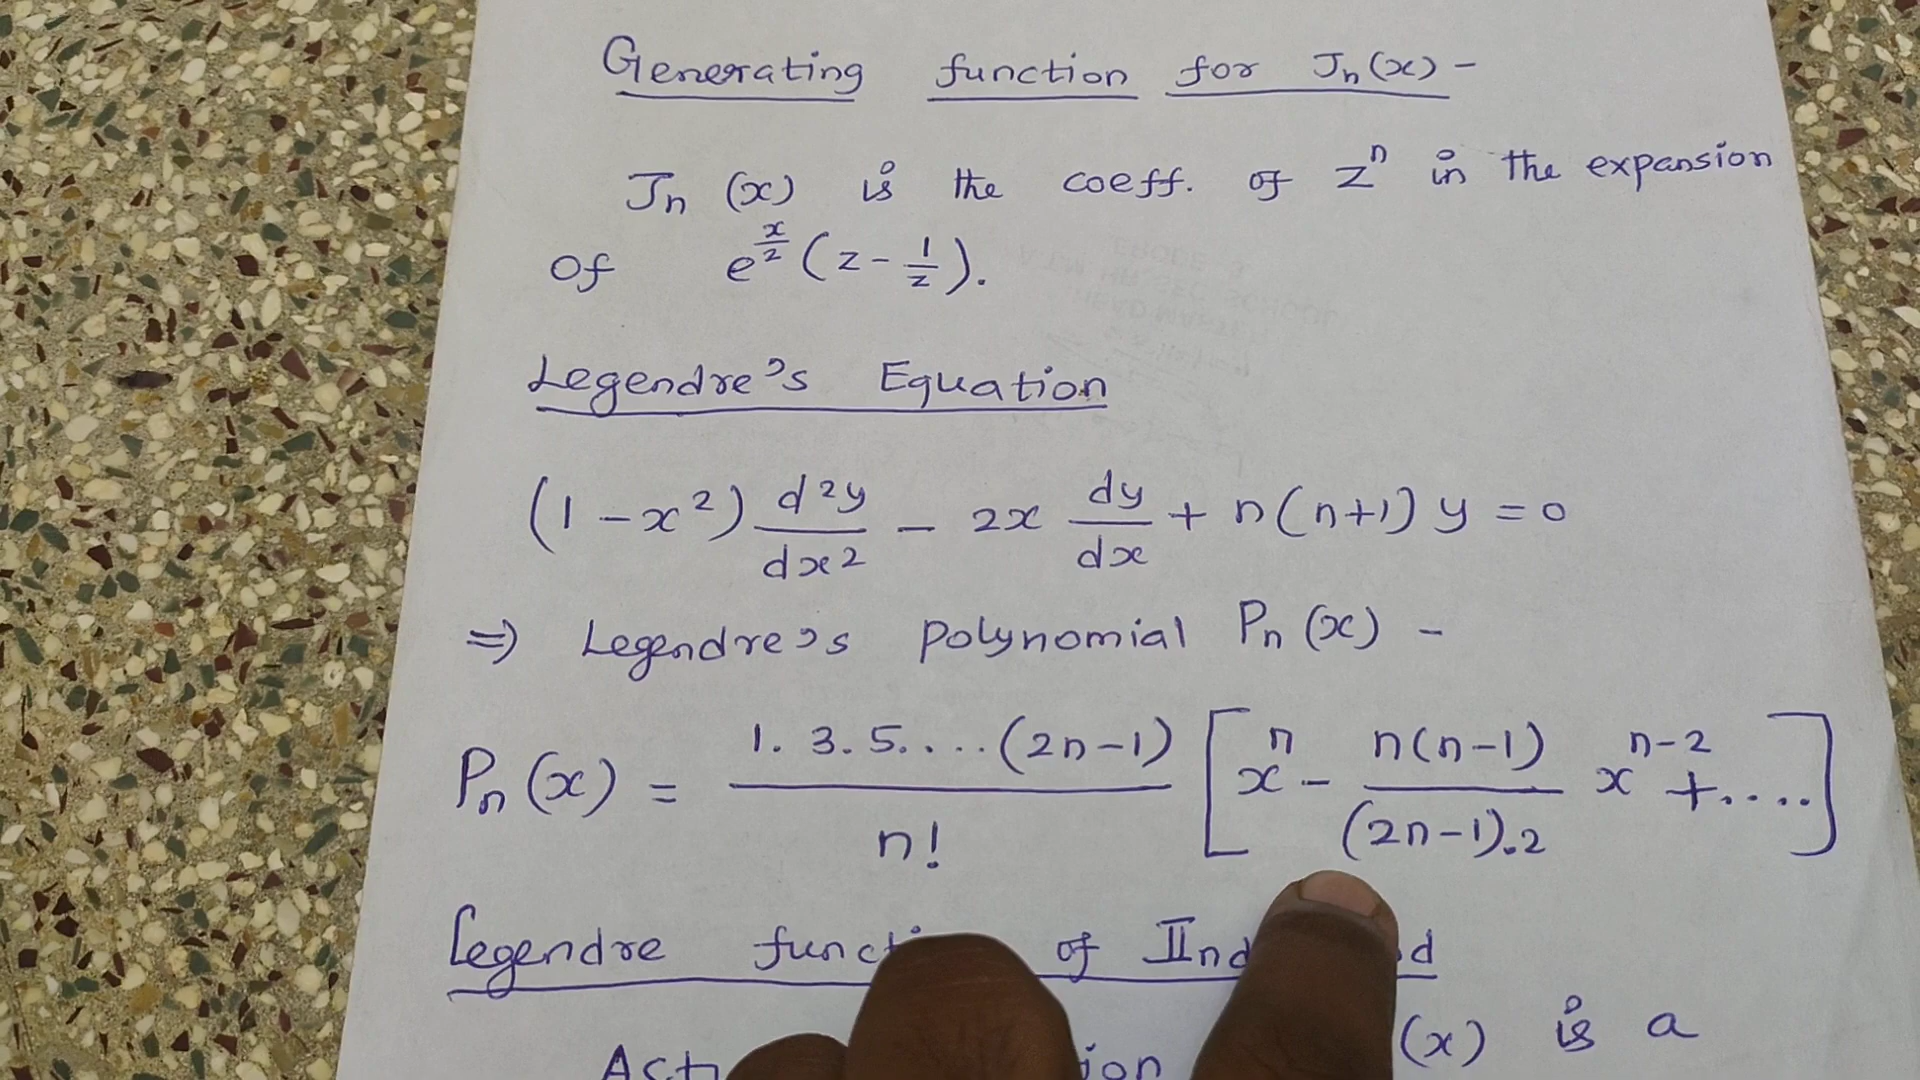 Generating function for Jn(x) -
Jn (x) is the coeff. of z^n in the expansion
of e^(x/2) (z - 1/z).
Legendre's Equation
(1 - x²) d²y/dx² - 2x dy/dx + n(n+1) y = 0
⇒ Legendre's polynomial Pn (x) -
Pn (x) = 1. 3. 5. ... (2n-1) / n! [ x^n - n(n-1) / (2n-1).2 x^(n-2) + .... ]
Legendre of IInd
(x) is a